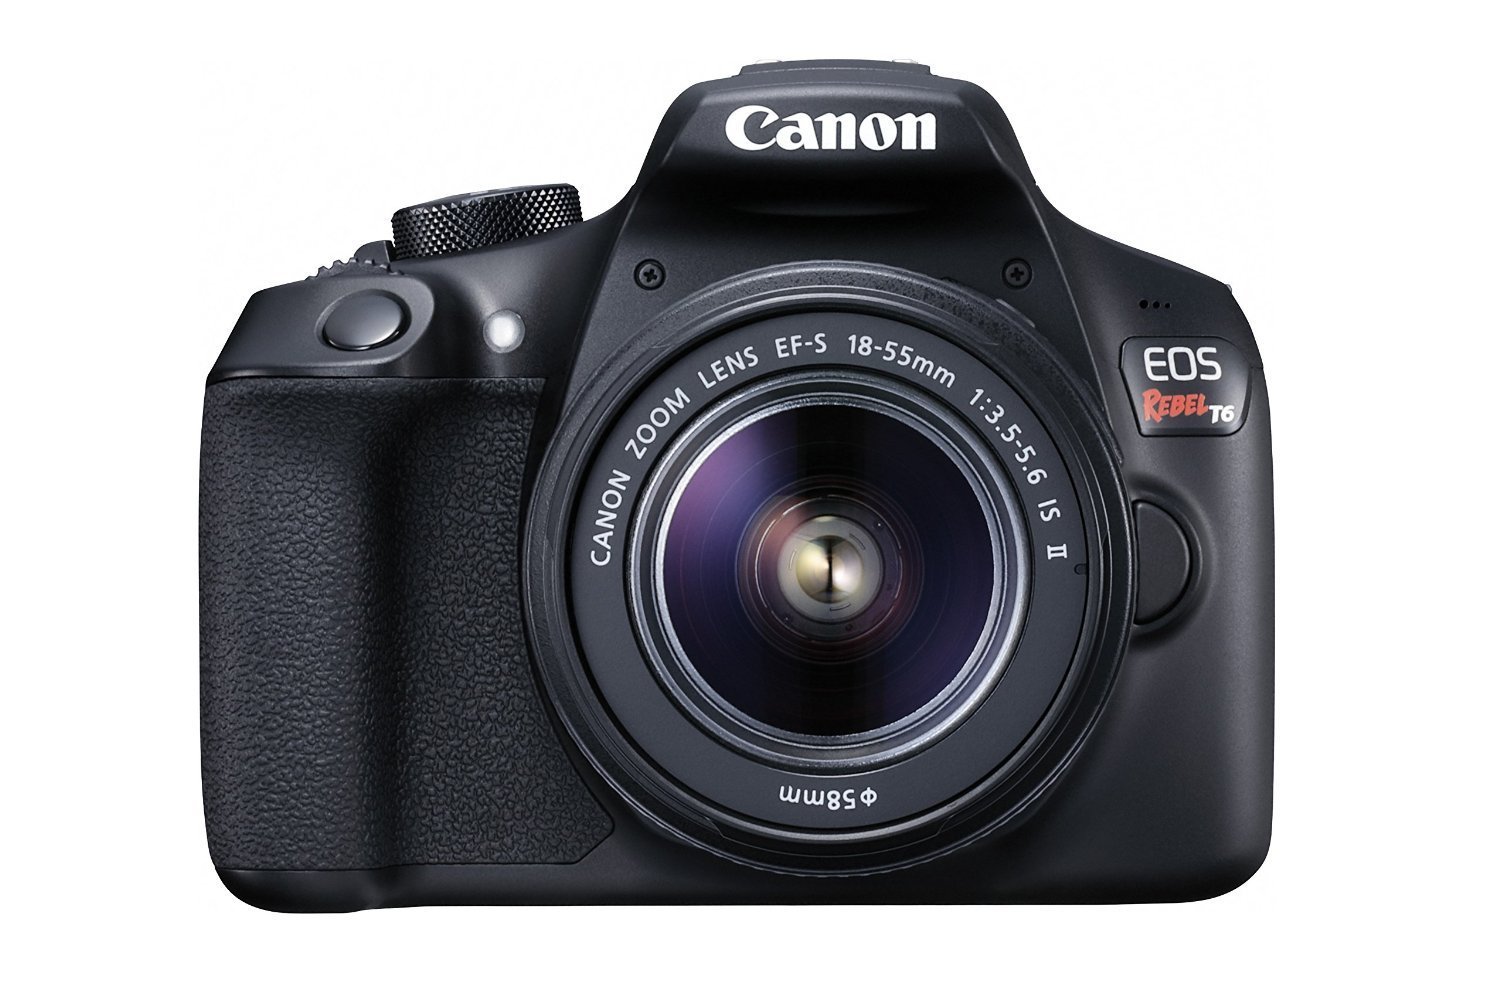 Canon
EOS
REBEL T6
CANON ZOOM LENS EF-S 18-55mm 1:3.5-5.6 IS II
Φ58mm